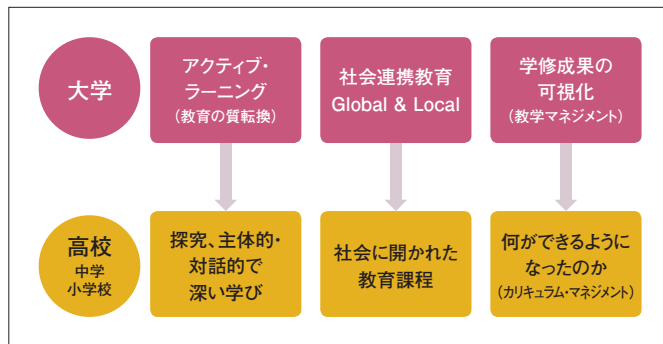 大学
アクティブ・
ラーニング
(教育の質転換)
社会連携教育
Global & Local
学修成果の
可視化
(教学マネジメント)
高校
中学
小学校
探究、主体的・
対話的で
深い学び
社会に開かれた
教育課程
何ができるように
なったのか
(カリキュラム・マネジメント)